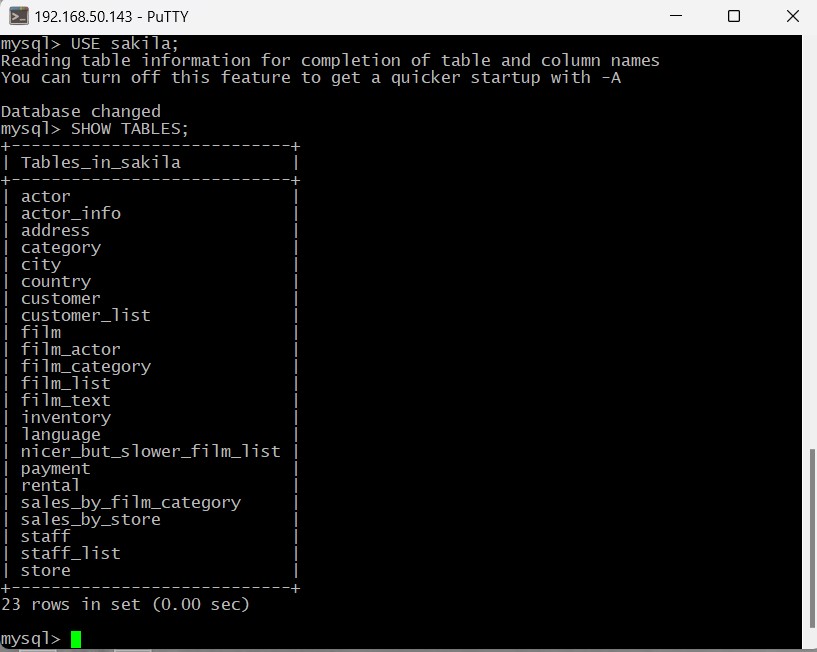 192.168.50.143 - PuTTY
mysql> USE sakila;
Reading table information for completion of table and column names
You can turn off this feature to get a quicker startup with -A
Database changed
mysql> SHOW TABLES;
+----------------------------+
| Tables_in_sakila           |
+----------------------------+
| actor                      |
| actor_info                 |
| address                    |
| category                   |
| city                       |
| country                    |
| customer                   |
| customer_list              |
| film                       |
| film_actor                 |
| film_category              |
| film_list                  |
| film_text                  |
| inventory                  |
| language                   |
| nicer_but_slower_film_list |
| payment                    |
| rental                     |
| sales_by_film_category     |
| sales_by_store             |
| staff                      |
| staff_list                 |
| store                      |
+----------------------------+
23 rows in set (0.00 sec)
mysql>